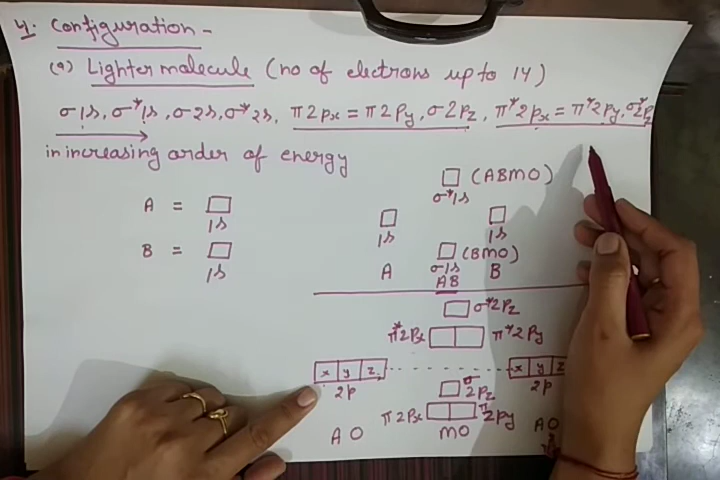 4. Configuration -
(a) Lighter molecule (no of electrons up to 14)
σ1s, σ*1s, σ2s, σ*2s, π2px = π2py, σ2pz, π*2px = π*2py, σ*2pz
in increasing order of energy
(ABMO)
σ*1s
A = 1s
1s 1s
B = 1s
(BMO)
σ1s
A AB B
σ*2pz
π*2px π*2py
x y z x y z
2p 2p
σ2pz
π2px π2py
AO MO AO